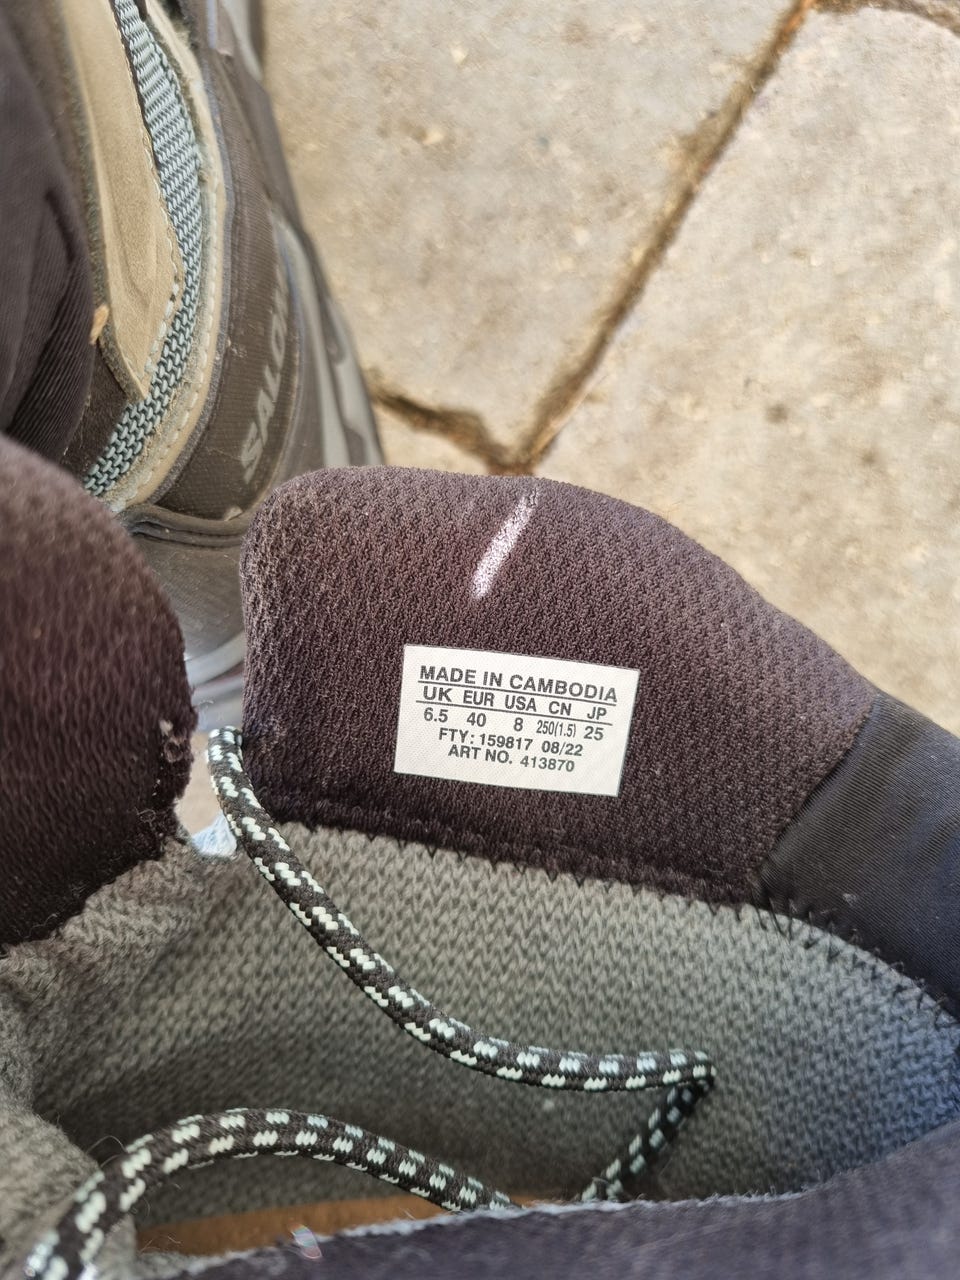 SALOM
MADE IN CAMBODIA
UK EUR USA CN JP
6.5 40 8 250(1.5) 25
FTY: 159817 08/22
ART NO. 413870